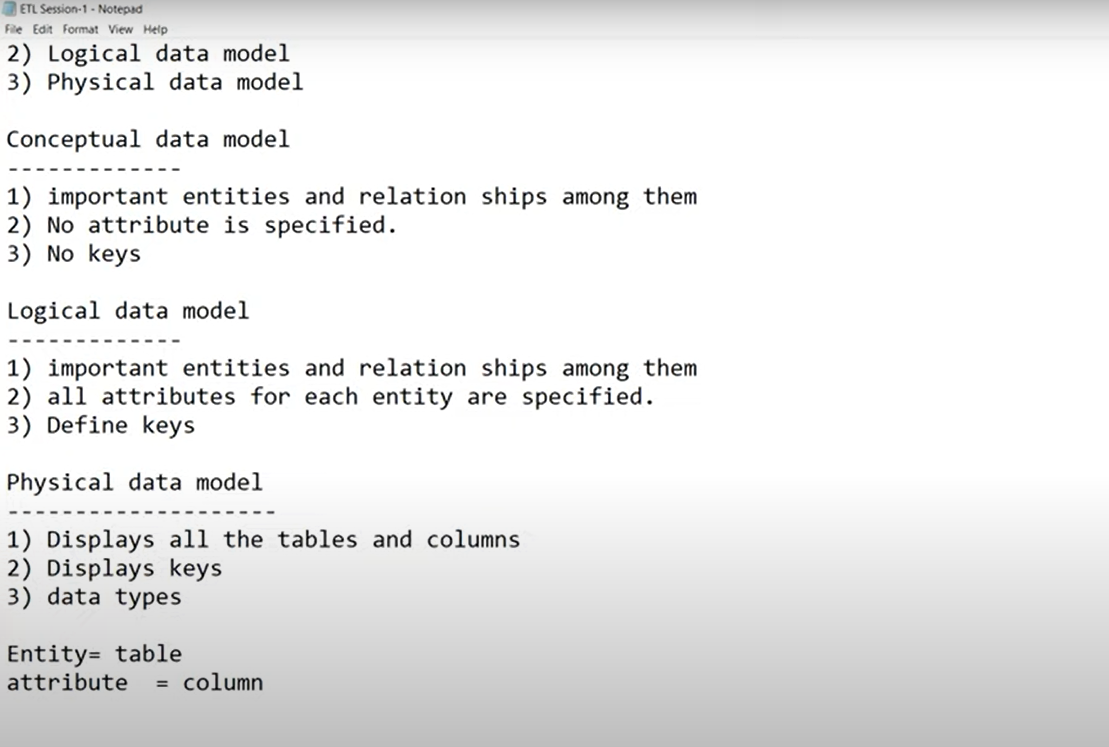 ETL Session-1 - Notepad
File Edit Format View Help
2) Logical data model
3) Physical data model
Conceptual data model
-------------
1) important entities and relation ships among them
2) No attribute is specified.
3) No keys
Logical data model
-------------
1) important entities and relation ships among them
2) all attributes for each entity are specified.
3) Define keys
Physical data model
--------------------
1) Displays all the tables and columns
2) Displays keys
3) data types
Entity= table
attribute  = column